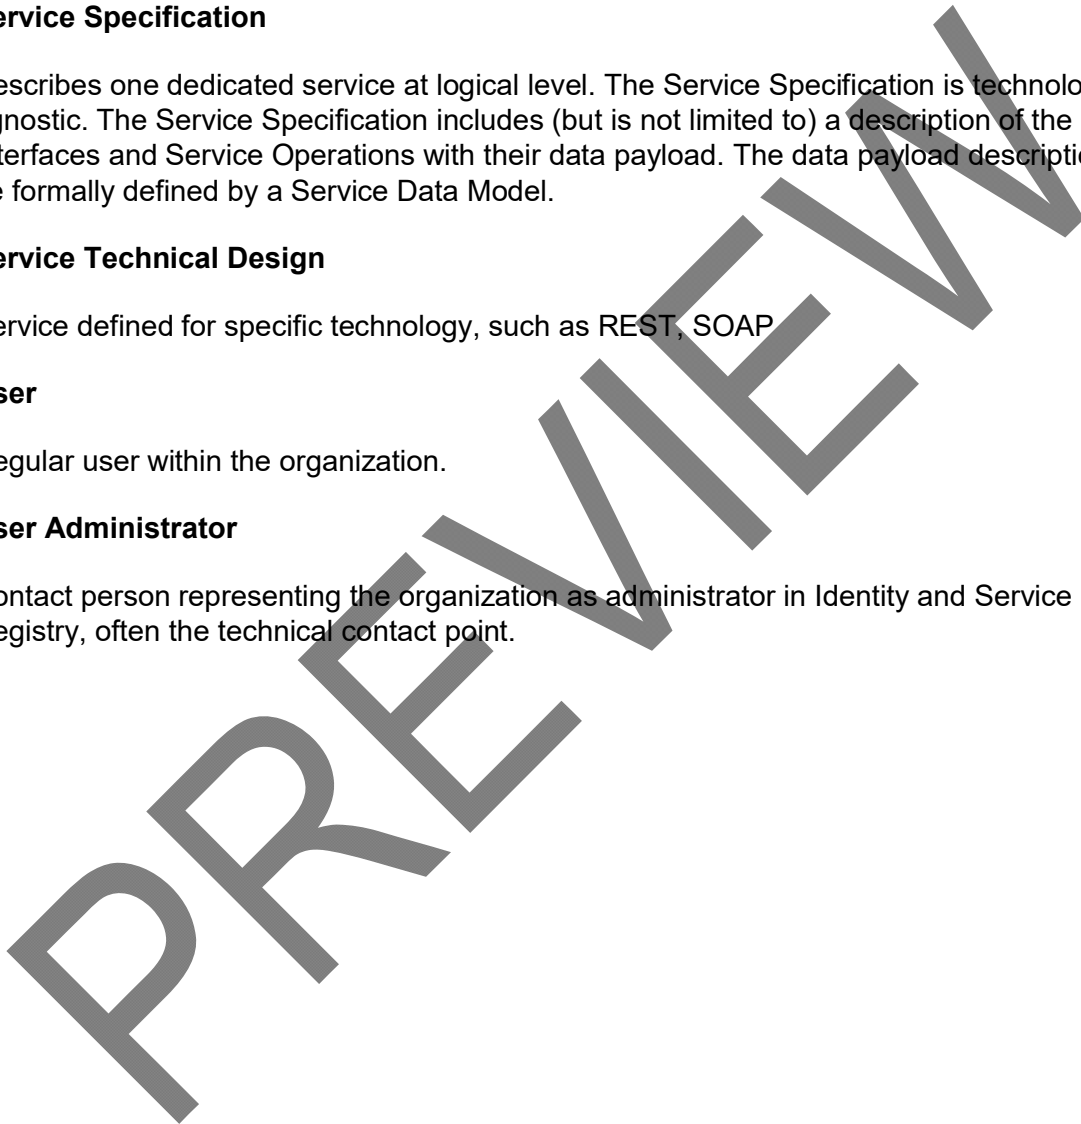 ervice Specification
escribes one dedicated service at logical level. The Service Specification is technolo
gnostic. The Service Specification includes (but is not limited to) a description of the
terfaces and Service Operations with their data payload. The data payload descriptio
e formally defined by a Service Data Model.
ervice Technical Design
ervice defined for specific technology, such as REST, SOAP
ser
egular user within the organization.
ser Administrator
ontact person representing the organization as administrator in Identity and Service
egistry, often the technical contact point.
PREVIEW